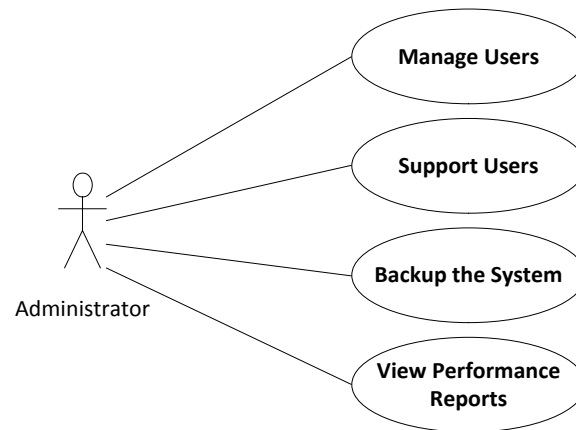 Manage Users
Support Users
Backup the System
Administrator
View Performance
Reports